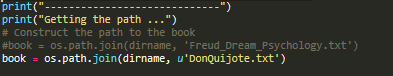 print("-----------------------------")
print("Getting the path ...")
# Construct the path to the book
#book = os.path.join(dirname, 'Freud_Dream_Psychology.txt')
book = os.path.join(dirname, u'DonQuijote.txt')